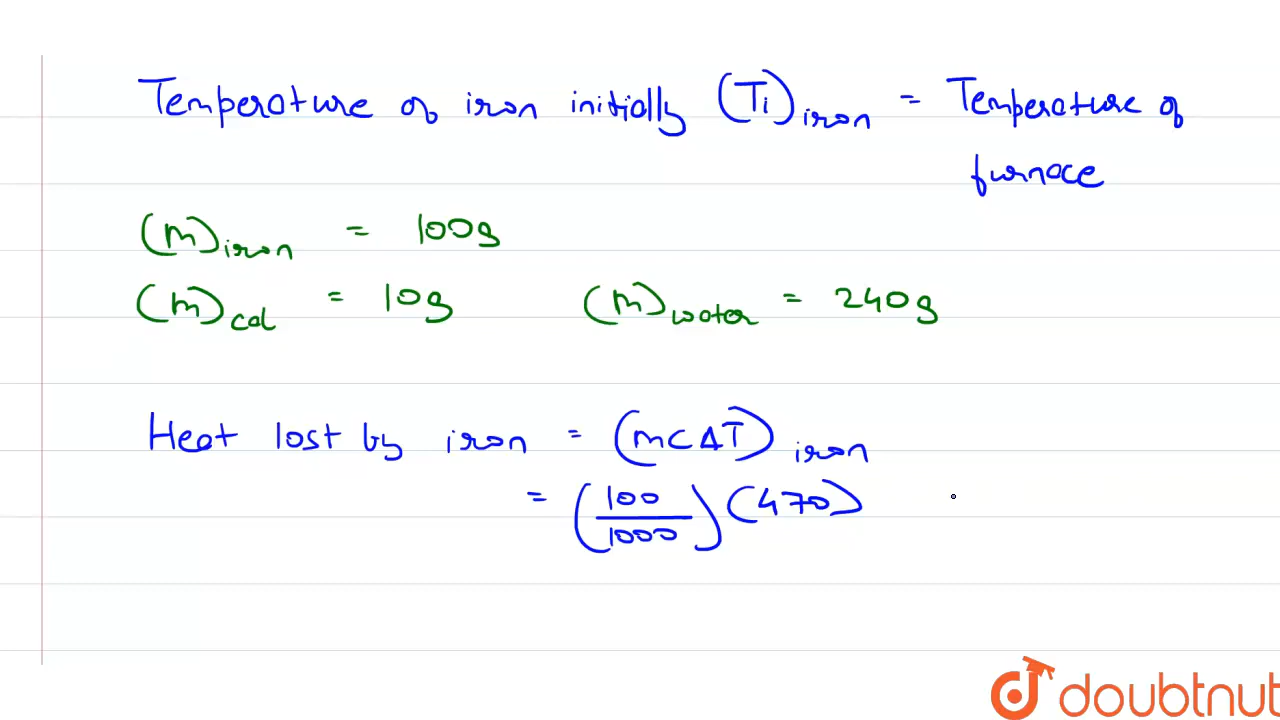 Temperature of iron initially (Ti)iron = Temperature of
furnace
(m)iron = 100g
(m)cal = 10g (m)water = 240g
Heat lost by iron = (mCΔT)iron
= (100/1000)(470)
doubtnut